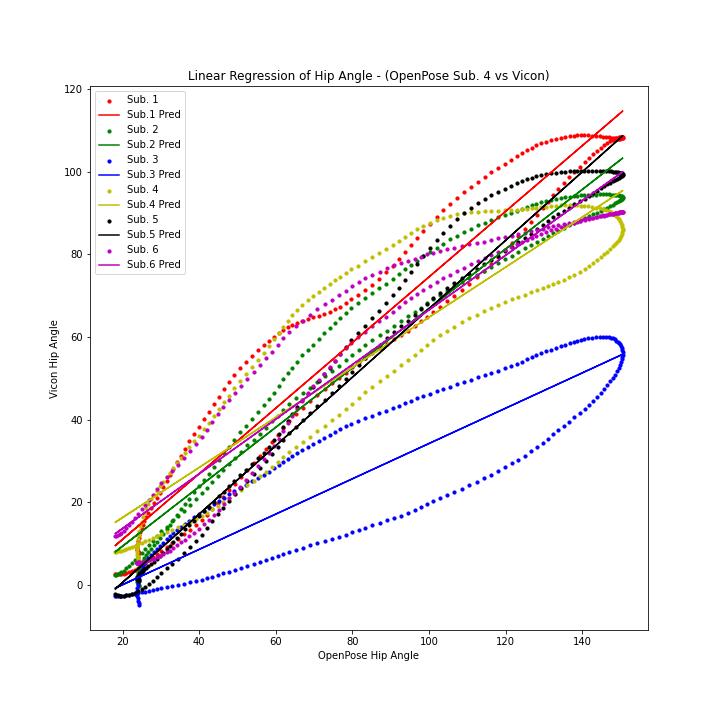 Linear Regression of Hip Angle - (OpenPose Sub. 4 vs Vicon)
120
100
80
60
40
20
0
Vicon Hip Angle
Sub. 1
Sub.1 Pred
Sub. 2
Sub.2 Pred
Sub. 3
Sub.3 Pred
Sub. 4
Sub.4 Pred
Sub. 5
Sub.5 Pred
Sub. 6
Sub.6 Pred
20 40 60 80 100 120 140
OpenPose Hip Angle